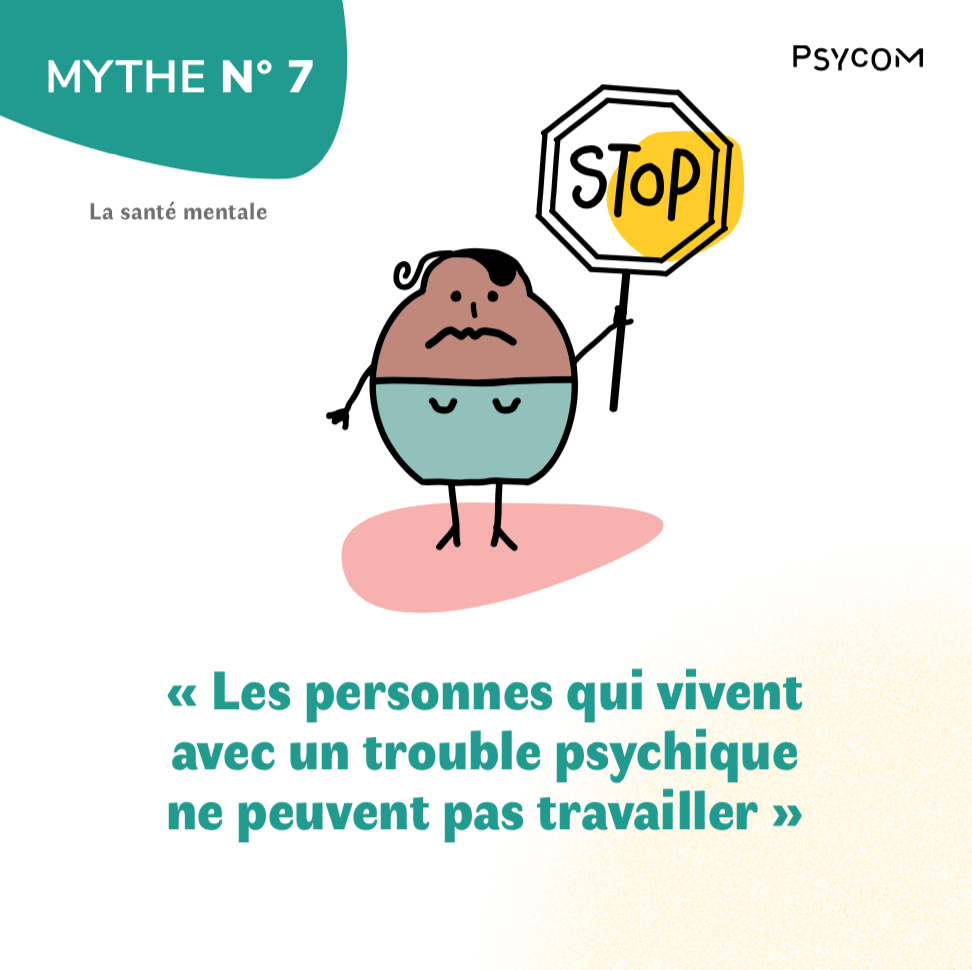 MYTHE N° 7
PSYCOM
La santé mentale
STOP
« Les personnes qui vivent
avec un trouble psychique
ne peuvent pas travailler »